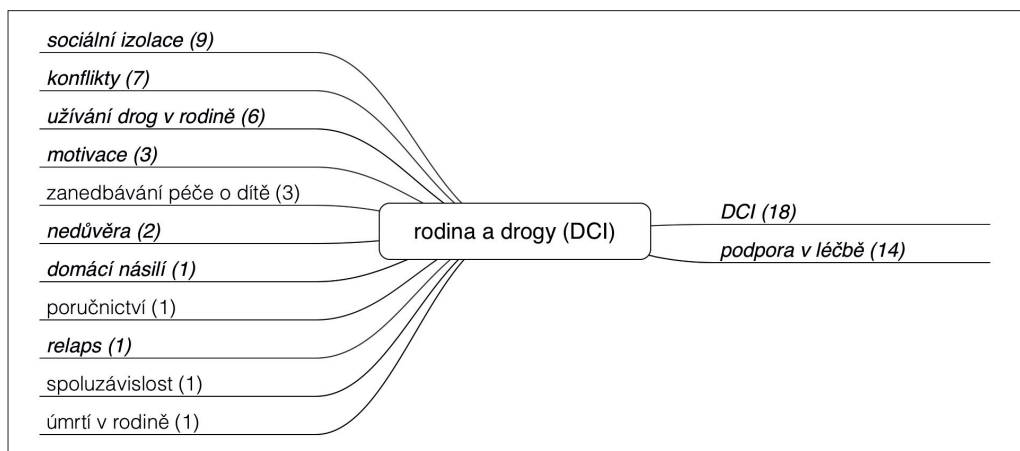 sociální izolace (9)
konflikty (7)
užívání drog v rodině (6)
motivace (3)
zanedbávání péče o dítě (3)
nedůvěra (2)
domácí násilí (1)
poručnictví (1)
relaps (1)
spoluzávislost (1)
úmrtí v rodině (1)
rodina a drogy (DCI)
DCI (18)
podpora v léčbě (14)